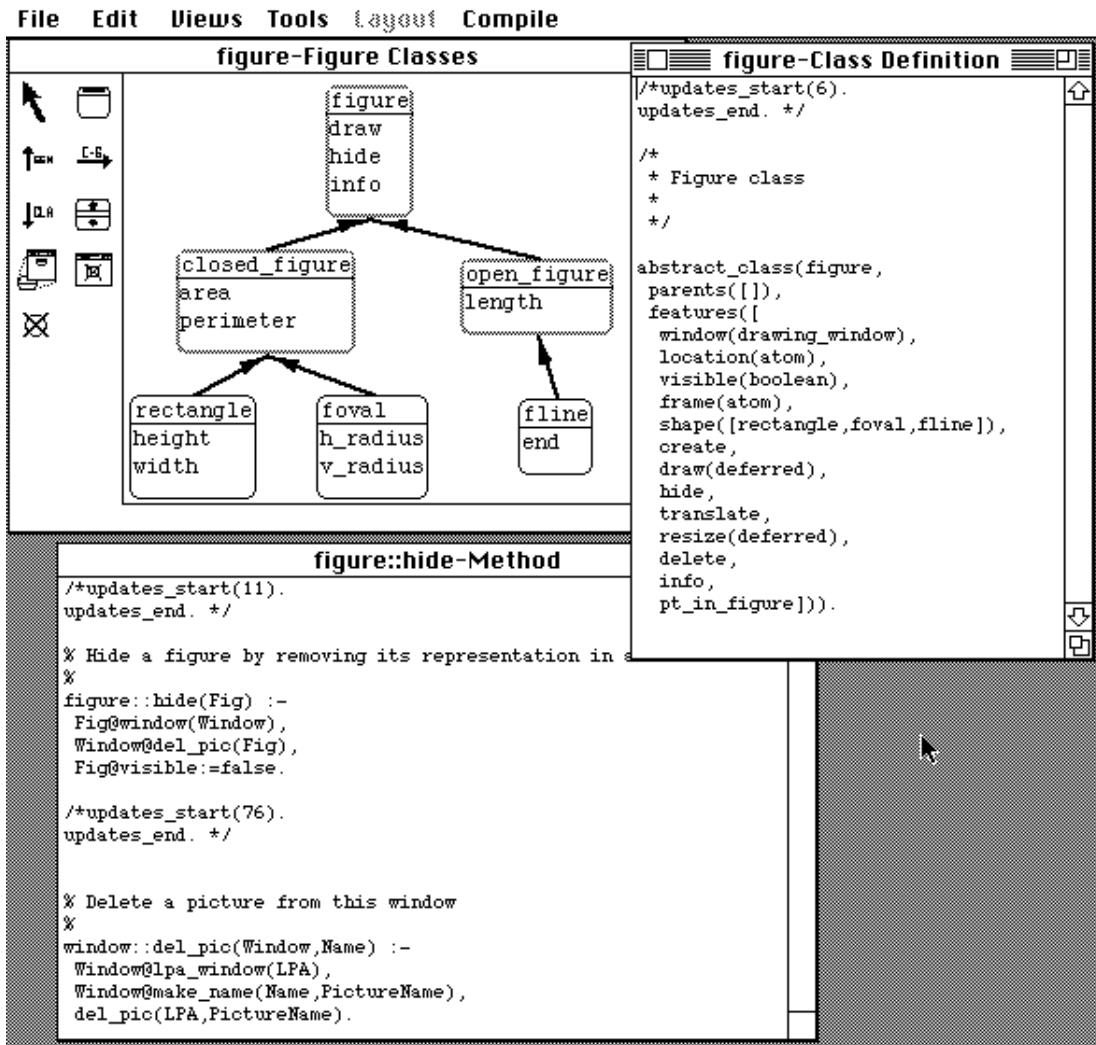 File Edit Views Tools Layout Compile
figure-Figure Classes
GEN
C-S
CLA
figure
draw
hide
info
closed_figure
area
perimeter
open_figure
length
rectangle
height
width
foval
h_radius
v_radius
fline
end
figure-Class Definition
/*updates_start(6).
updates_end. */
/*
* Figure class
*
*/
abstract_class(figure,
parents([]),
features([
window(drawing_window),
location(atom),
visible(boolean),
frame(atom),
shape([rectangle,foval,fline]),
create,
draw(deferred),
hide,
translate,
resize(deferred),
delete,
info,
pt_in_figure])).
figure::hide-Method
/*updates_start(11).
updates_end. */
% Hide a figure by removing its representation in
%
figure::hide(Fig) :-
Fig@window(Window),
Window@del_pic(Fig),
Fig@visible:=false.
/*updates_start(76).
updates_end. */
% Delete a picture from this window
%
window::del_pic(Window,Name) :-
Window@lpa_window(LPA),
Window@make_name(Name,PictureName),
del_pic(LPA,PictureName).